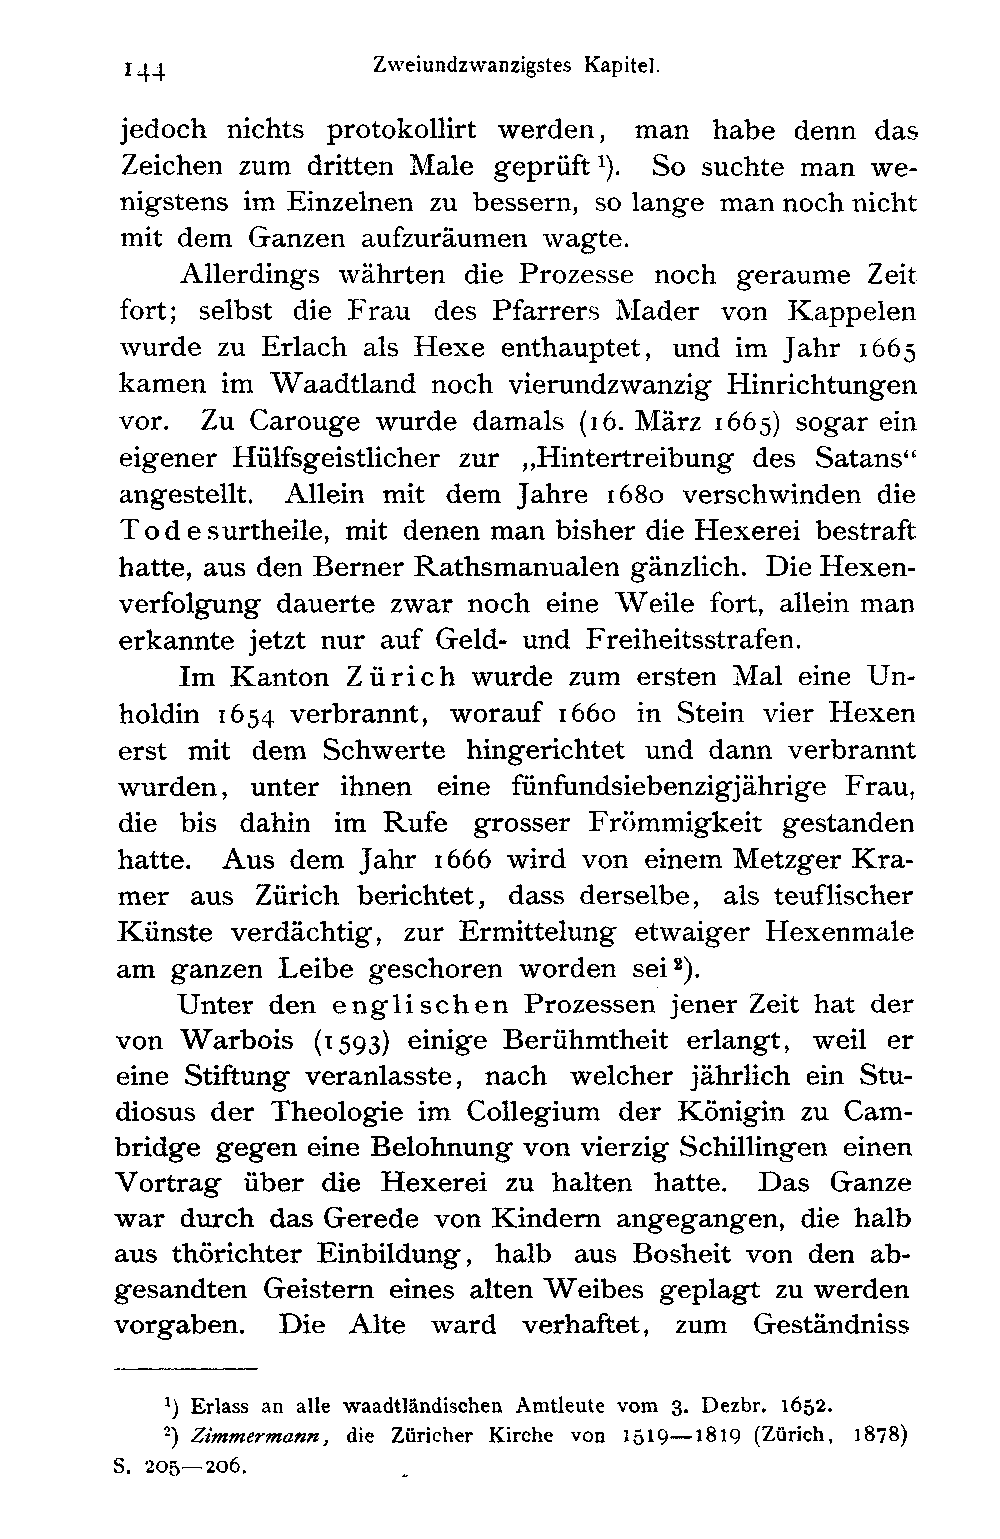 144 Zweiundzwanzigstes Kapitel.
jedoch nichts protokollirt werden, man habe denn das
Zeichen zum dritten Male geprüft ¹). So suchte man we-
nigstens im Einzelnen zu bessern, so lange man noch nicht
mit dem Ganzen aufzuräumen wagte.
Allerdings währten die Prozesse noch geraume Zeit
fort; selbst die Frau des Pfarrers Mader von Kappelen
wurde zu Erlach als Hexe enthauptet, und im Jahr 1665
kamen im Waadtland noch vierundzwanzig Hinrichtungen
vor. Zu Carouge wurde damals (16. März 1665) sogar ein
eigener Hülfsgeistlicher zur „Hintertreibung des Satans“
angestellt. Allein mit dem Jahre 1680 verschwinden die
Todesurtheile, mit denen man bisher die Hexerei bestraft
hatte, aus den Berner Rathsmanualen gänzlich. Die Hexen-
verfolgung dauerte zwar noch eine Weile fort, allein man
erkannte jetzt nur auf Geld- und Freiheitsstrafen.
Im Kanton Zürich wurde zum ersten Mal eine Un-
holdin 1654 verbrannt, worauf 1660 in Stein vier Hexen
erst mit dem Schwerte hingerichtet und dann verbrannt
wurden, unter ihnen eine fünfundsiebenzigjährige Frau,
die bis dahin im Rufe grosser Frömmigkeit gestanden
hatte. Aus dem Jahr 1666 wird von einem Metzger Kra-
mer aus Zürich berichtet, dass derselbe, als teuflischer
Künste verdächtig, zur Ermittelung etwaiger Hexenmale
am ganzen Leibe geschoren worden sei ²).
Unter den englischen Prozessen jener Zeit hat der
von Warbois (1593) einige Berühmtheit erlangt, weil er
eine Stiftung veranlasste, nach welcher jährlich ein Stu-
diosus der Theologie im Collegium der Königin zu Cam-
bridge gegen eine Belohnung von vierzig Schillingen einen
Vortrag über die Hexerei zu halten hatte. Das Ganze
war durch das Gerede von Kindern angegangen, die halb
aus thörichter Einbildung, halb aus Bosheit von den ab-
gesandten Geistern eines alten Weibes geplagt zu werden
vorgaben. Die Alte ward verhaftet, zum Geständniss
¹) Erlass an alle waadtländischen Amtleute vom 3. Dezbr. 1652.
²) Zimmermann, die Züricher Kirche von 1519—1819 (Zürich, 1878)
S. 205—206.